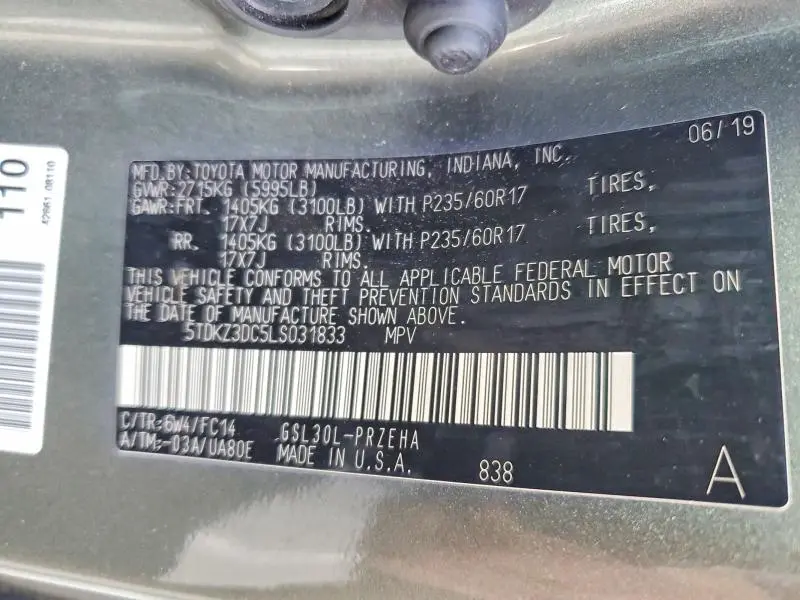 06/19
MFD.BY:TOYOTA MOTOR MANUFACTURING, INDIANA, INC.
GVWR:2715KG (5995LB)
GAWR:FRT. 1405KG (3100LB) WITH P235/60R17 TIRES,
17X7J RIMS.
RR. 1405KG (3100LB) WITH P235/60R17 TIRES,
17X7J RIMS.
THIS VEHICLE CONFORMS TO ALL APPLICABLE FEDERAL MOTOR
VEHICLE SAFETY AND THEFT PREVENTION STANDARDS IN EFFECT ON
THE DATE OF MANUFACTURE SHOWN ABOVE.
5TDKZ3DC5LS031833 MPV
C/TR:6W4/FC14 GSL30L-PRZEHA
A/TM:-03A/UA80E MADE IN U.S.A.
838
A
110
42661 08110